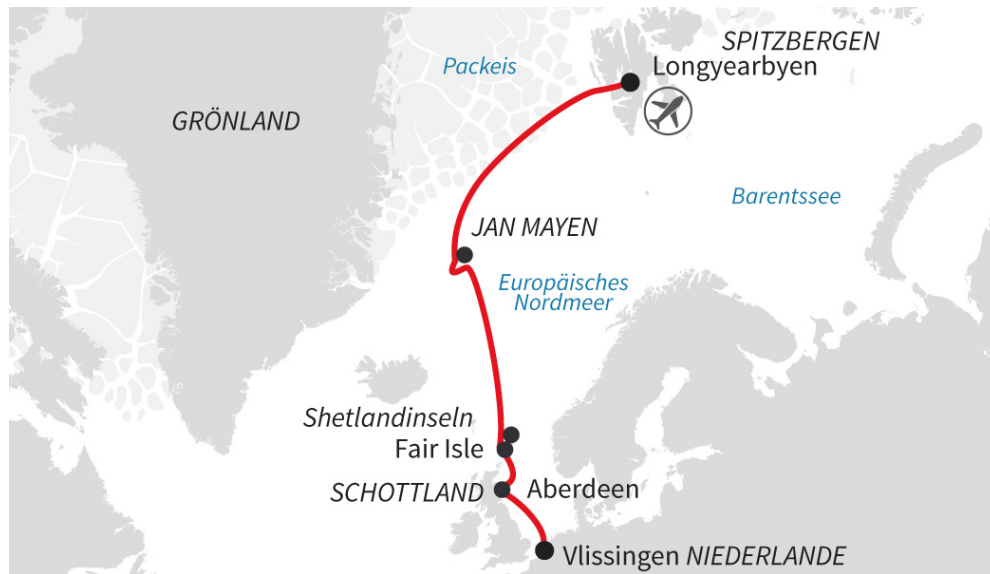 SPITZBERGEN
Longyearbyen
Packeis
GRÖNLAND
Barentssee
JAN MAYEN
Europäisches
Nordmeer
Shetlandinseln
Fair Isle
SCHOTTLAND
Aberdeen
Vlissingen NIEDERLANDE